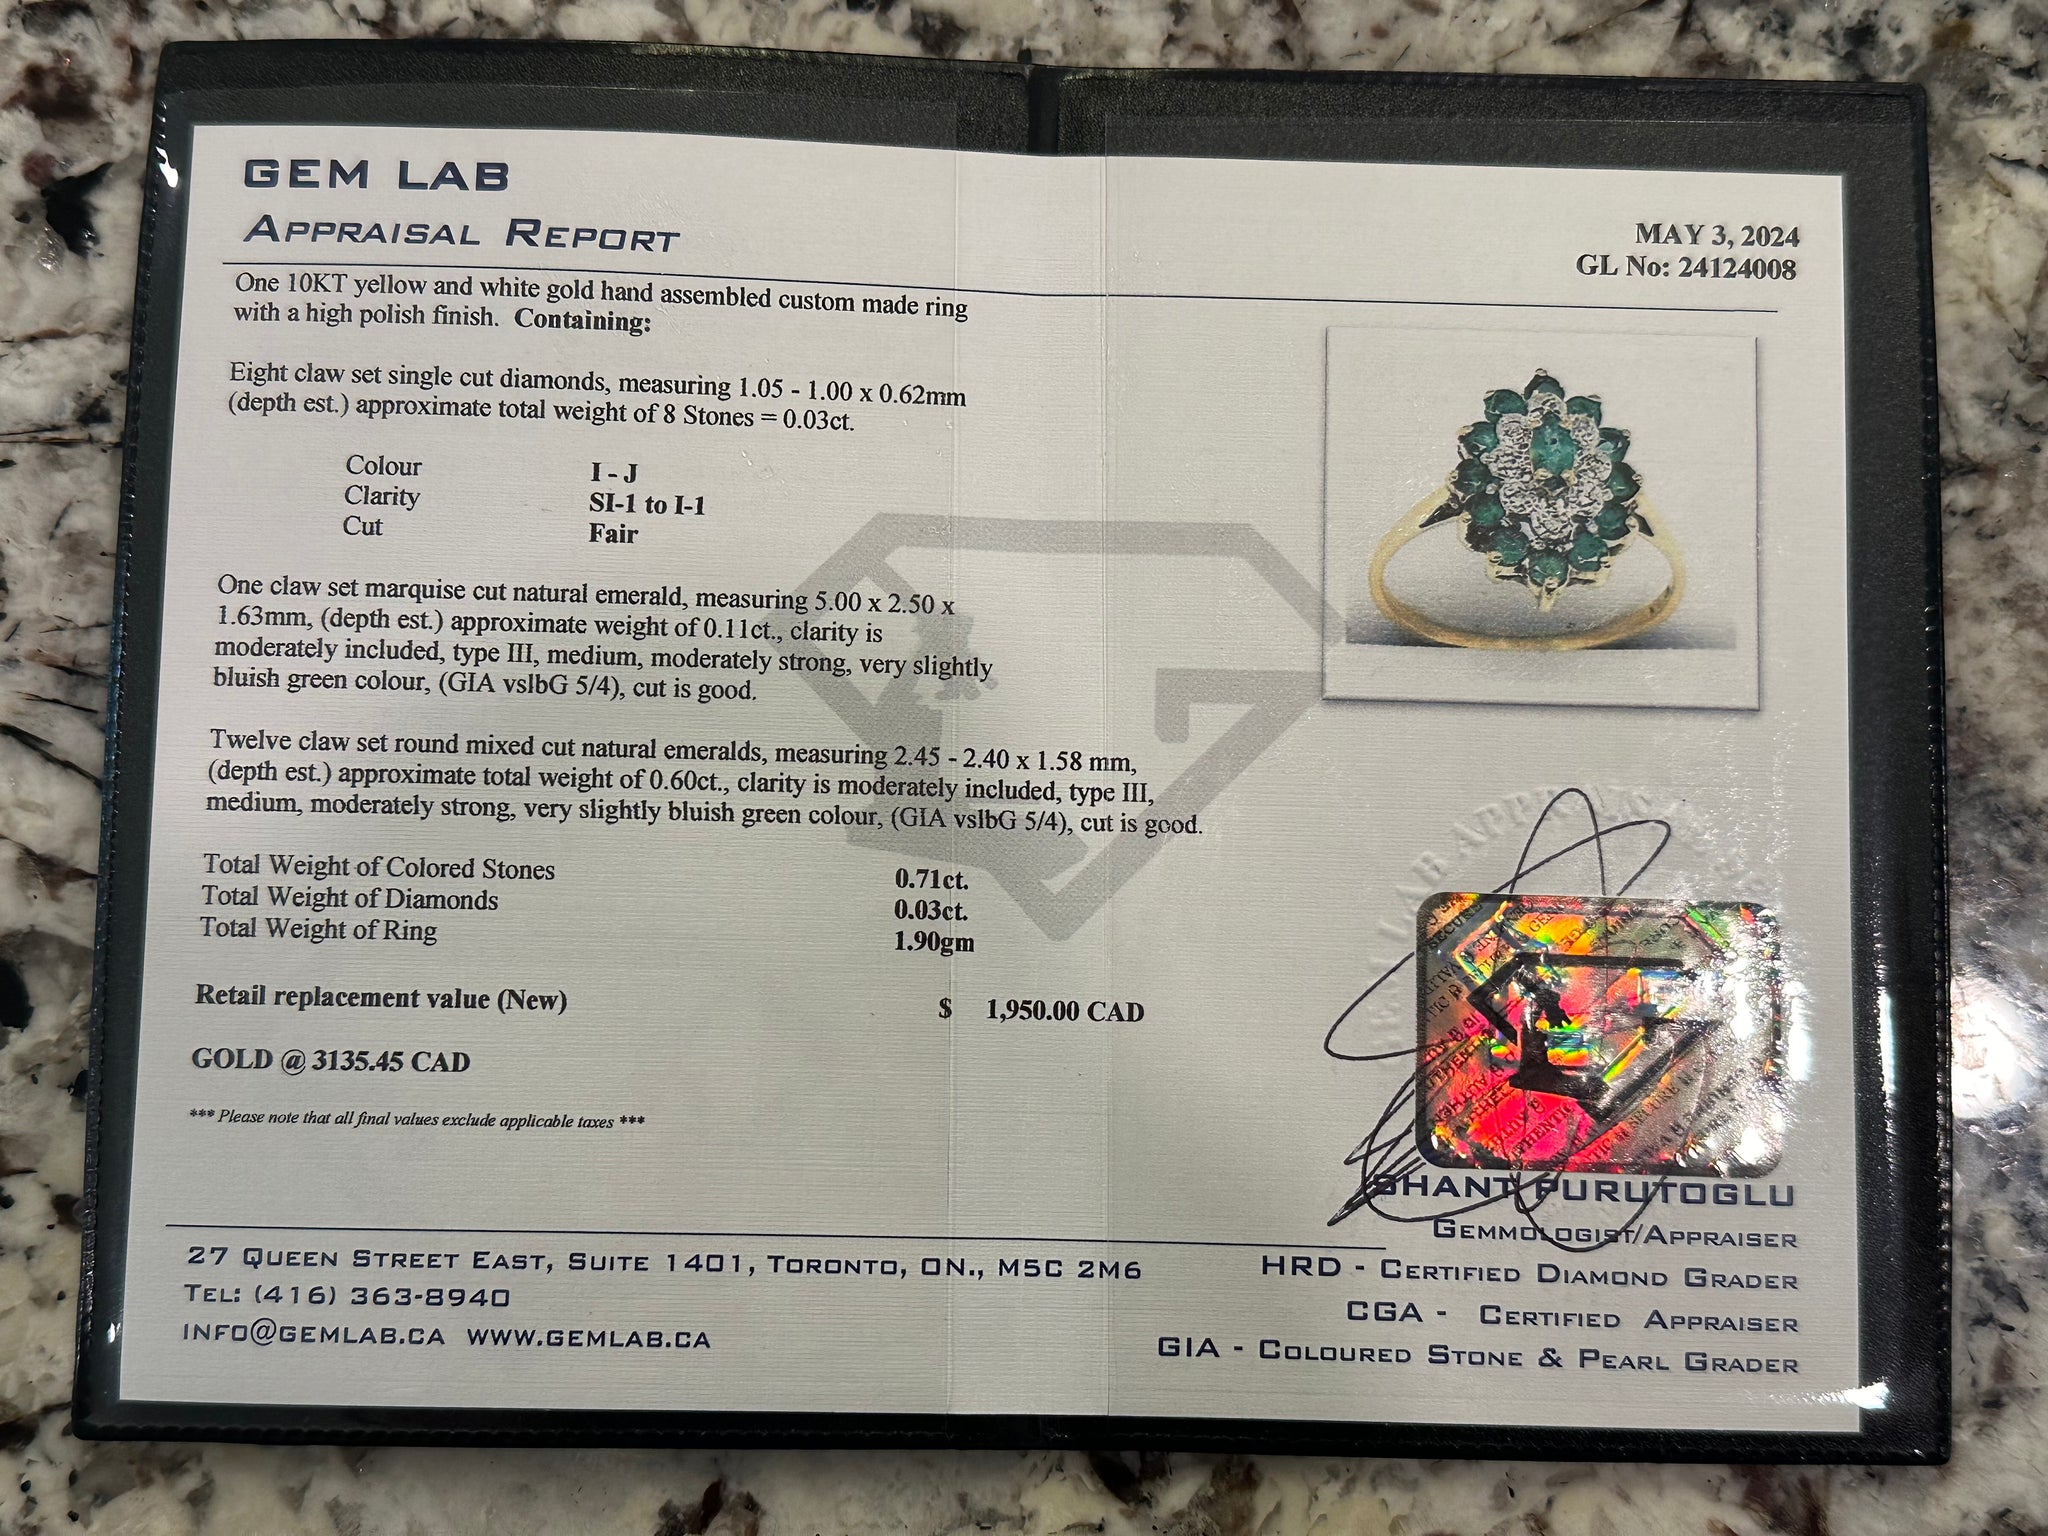 GEM LAB
APPRAISAL REPORT
MAY 3, 2024
GL No: 24124008
One 10KT yellow and white gold hand assembled custom made ring
with a high polish finish. Containing:
Eight claw set single cut diamonds, measuring 1.05 - 1.00 x 0.62mm
(depth est.) approximate total weight of 8 Stones = 0.03ct.
Colour I - J
Clarity SI-1 to I-1
Cut Fair
One claw set marquise cut natural emerald, measuring 5.00 x 2.50 x
1.63mm, (depth est.) approximate weight of 0.11ct., clarity is
moderately included, type III, medium, moderately strong, very slightly
bluish green colour, (GIA vslbG 5/4), cut is good.
Twelve claw set round mixed cut natural emeralds, measuring 2.45 - 2.40 x 1.58 mm,
(depth est.) approximate total weight of 0.60ct., clarity is moderately included, type III,
medium, moderately strong, very slightly bluish green colour, (GIA vslbG 5/4), cut is good.
Total Weight of Colored Stones 0.71ct.
Total Weight of Diamonds 0.03ct.
Total Weight of Ring 1.90gm
Retail replacement value (New) $ 1,950.00 CAD
GOLD @ 3135.45 CAD
*** Please note that all final values exclude applicable taxes ***
SHANT PURUTOGLU
GEMMOLOGIST/APPRAISER
HRD - CERTIFIED DIAMOND GRADER
CGA - CERTIFIED APPRAISER
GIA - COLOURED STONE & PEARL GRADER
27 QUEEN STREET EAST, SUITE 1401, TORONTO, ON., M5C 2M6
TEL: (416) 363-8940
INFO@GEMLAB.CA WWW.GEMLAB.CA